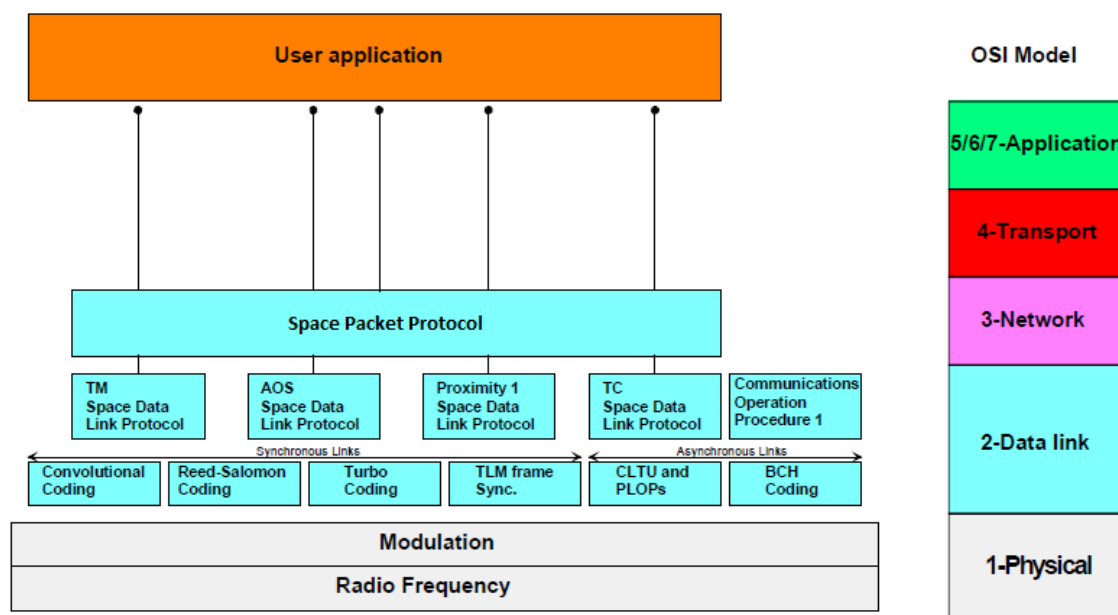 User application
OSI Model
5/6/7-Application
4-Transport
Space Packet Protocol
3-Network
TM
Space Data
Link Protocol
AOS
Space Data
Link Protocol
Proximity 1
Space Data
Link Protocol
TC
Space Data
Link Protocol
Communications
Operation
Procedure 1
2-Data link
Synchronous Links
Asynchronous Links
Convolutional
Coding
Reed-Salomon
Coding
Turbo
Coding
TLM frame
Sync.
CLTU and
PLOPs
BCH
Coding
Modulation
1-Physical
Radio Frequency